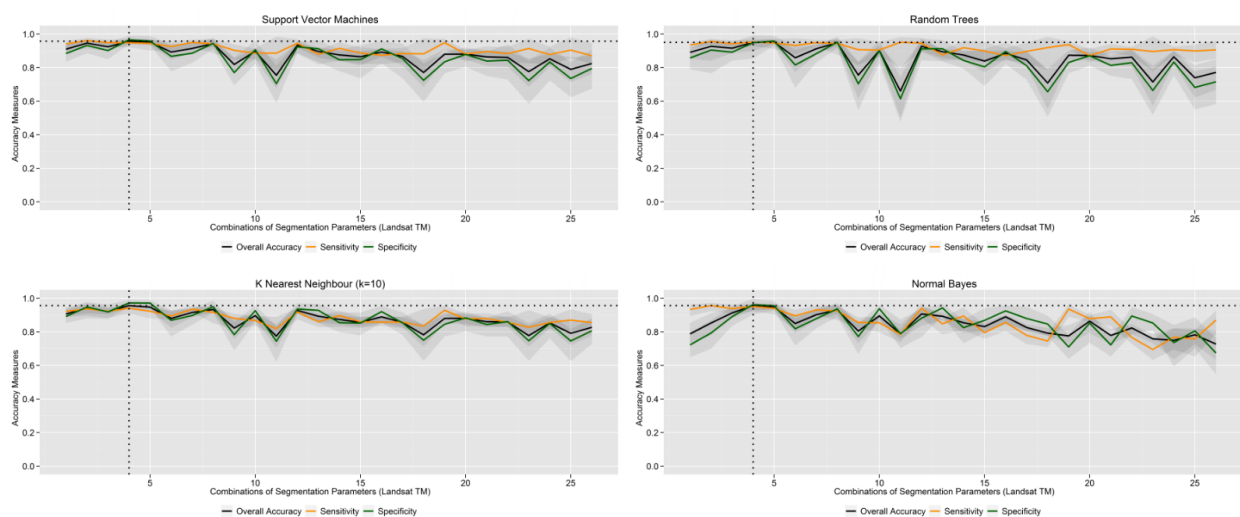 Support Vector Machines
1.0
0.8
0.6
0.4
0.2
0.0
Accuracy Measures
5
10
15
20
25
Combinations of Segmentation Parameters (Landsat TM)
Overall Accuracy Sensitivity Specificity
Random Trees
1.0
0.8
0.6
0.4
0.2
0.0
Accuracy Measures
5
10
15
20
25
Combinations of Segmentation Parameters (Landsat TM)
Overall Accuracy Sensitivity Specificity
K Nearest Neighbour (k=10)
1.0
0.8
0.6
0.4
0.2
0.0
Accuracy Measures
5
10
15
20
25
Combinations of Segmentation Parameters (Landsat TM)
Overall Accuracy Sensitivity Specificity
Normal Bayes
1.0
0.8
0.6
0.4
0.2
0.0
Accuracy Measures
5
10
15
20
25
Combinations of Segmentation Parameters (Landsat TM)
Overall Accuracy Sensitivity Specificity